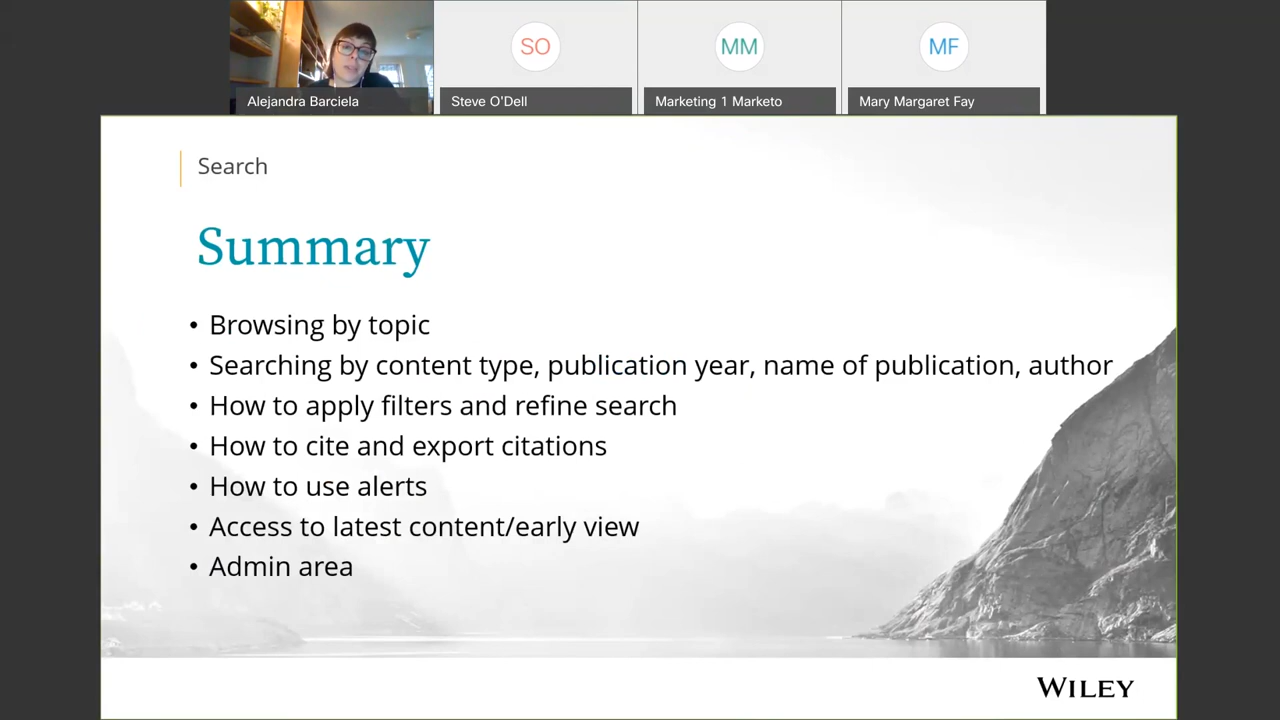 SO
MM
MF
Alejandra Barciela
Steve O'Dell
Marketing 1 Marketo
Mary Margaret Fay
Search
Summary
• Browsing by topic
• Searching by content type, publication year, name of publication, author
• How to apply filters and refine search
• How to cite and export citations
• How to use alerts
• Access to latest content/early view
• Admin area
WILEY